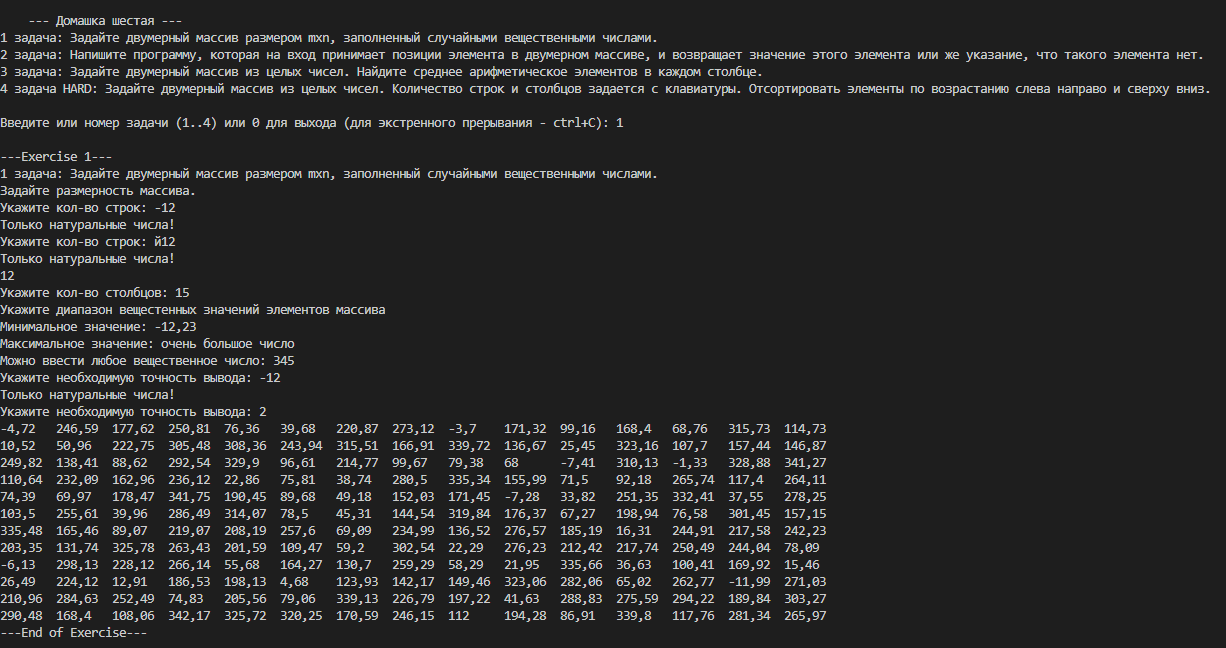 --- Домашка шестая ---
1 задача: Задайте двумерный массив размером mxn, заполненный случайными вещественными числами.
2 задача: Напишите программу, которая на вход принимает позиции элемента в двумерном массиве, и возвращает значение этого элемента или же указание, что такого элемента нет.
3 задача: Задайте двумерный массив из целых чисел. Найдите среднее арифметическое элементов в каждом столбце.
4 задача HARD: Задайте двумерный массив из целых чисел. Количество строк и столбцов задается с клавиатуры. Отсортировать элементы по возрастанию слева направо и сверху вниз.
Введите или номер задачи (1..4) или 0 для выхода (для экстренного прерывания - ctrl+C): 1
---Exercise 1---
1 задача: Задайте двумерный массив размером mxn, заполненный случайными вещественными числами.
Задайте размерность массива.
Укажите кол-во строк: -12
Только натуральные числа!
Укажите кол-во строк: й12
Только натуральные числа!
12
Укажите кол-во столбцов: 15
Укажите диапазон вещестенных значений элементов массива
Минимальное значение: -12,23
Максимальное значение: очень большое число
Можно ввести любое вещественное число: 345
Укажите необходимую точность вывода: -12
Только натуральные числа!
Укажите необходимую точность вывода: 2
-4,72 246,59 177,62 250,81 76,36 39,68 220,87 273,12 -3,7 171,32 99,16 168,4 68,76 315,73 114,73
10,52 50,96 222,75 305,48 308,36 243,94 315,51 166,91 339,72 136,67 25,45 323,16 107,7 157,44 146,87
249,82 138,41 88,62 292,54 329,9 96,61 214,77 99,67 79,38 68 -7,41 310,13 -1,33 328,88 341,27
110,64 232,09 162,96 236,12 22,86 75,81 38,74 280,5 335,34 155,99 71,5 92,18 265,74 117,4 264,11
74,39 69,97 178,47 341,75 190,45 89,68 49,18 152,03 171,45 -7,28 33,82 251,35 332,41 37,55 278,25
103,5 255,61 39,96 286,49 314,07 78,5 45,31 144,54 319,84 176,37 67,27 198,94 76,58 301,45 157,15
335,48 165,46 89,07 219,07 208,19 257,6 69,09 234,99 136,52 276,57 185,19 16,31 244,91 217,58 242,23
203,35 131,74 325,78 263,43 201,59 109,47 59,2 302,54 22,29 276,23 212,42 217,74 250,49 244,04 78,09
-6,13 298,13 228,12 266,14 55,68 164,27 130,7 259,29 58,29 21,95 335,66 36,63 100,41 169,92 15,46
26,49 224,12 12,91 186,53 198,13 4,68 123,93 142,17 149,46 323,06 282,06 65,02 262,77 -11,99 271,03
210,96 284,63 252,49 74,83 205,56 79,06 339,13 226,79 197,22 41,63 288,83 275,59 294,22 189,84 303,27
290,48 168,4 108,06 342,17 325,72 320,25 170,59 246,15 112 194,28 86,91 339,8 117,76 281,34 265,97
---End of Exercise---